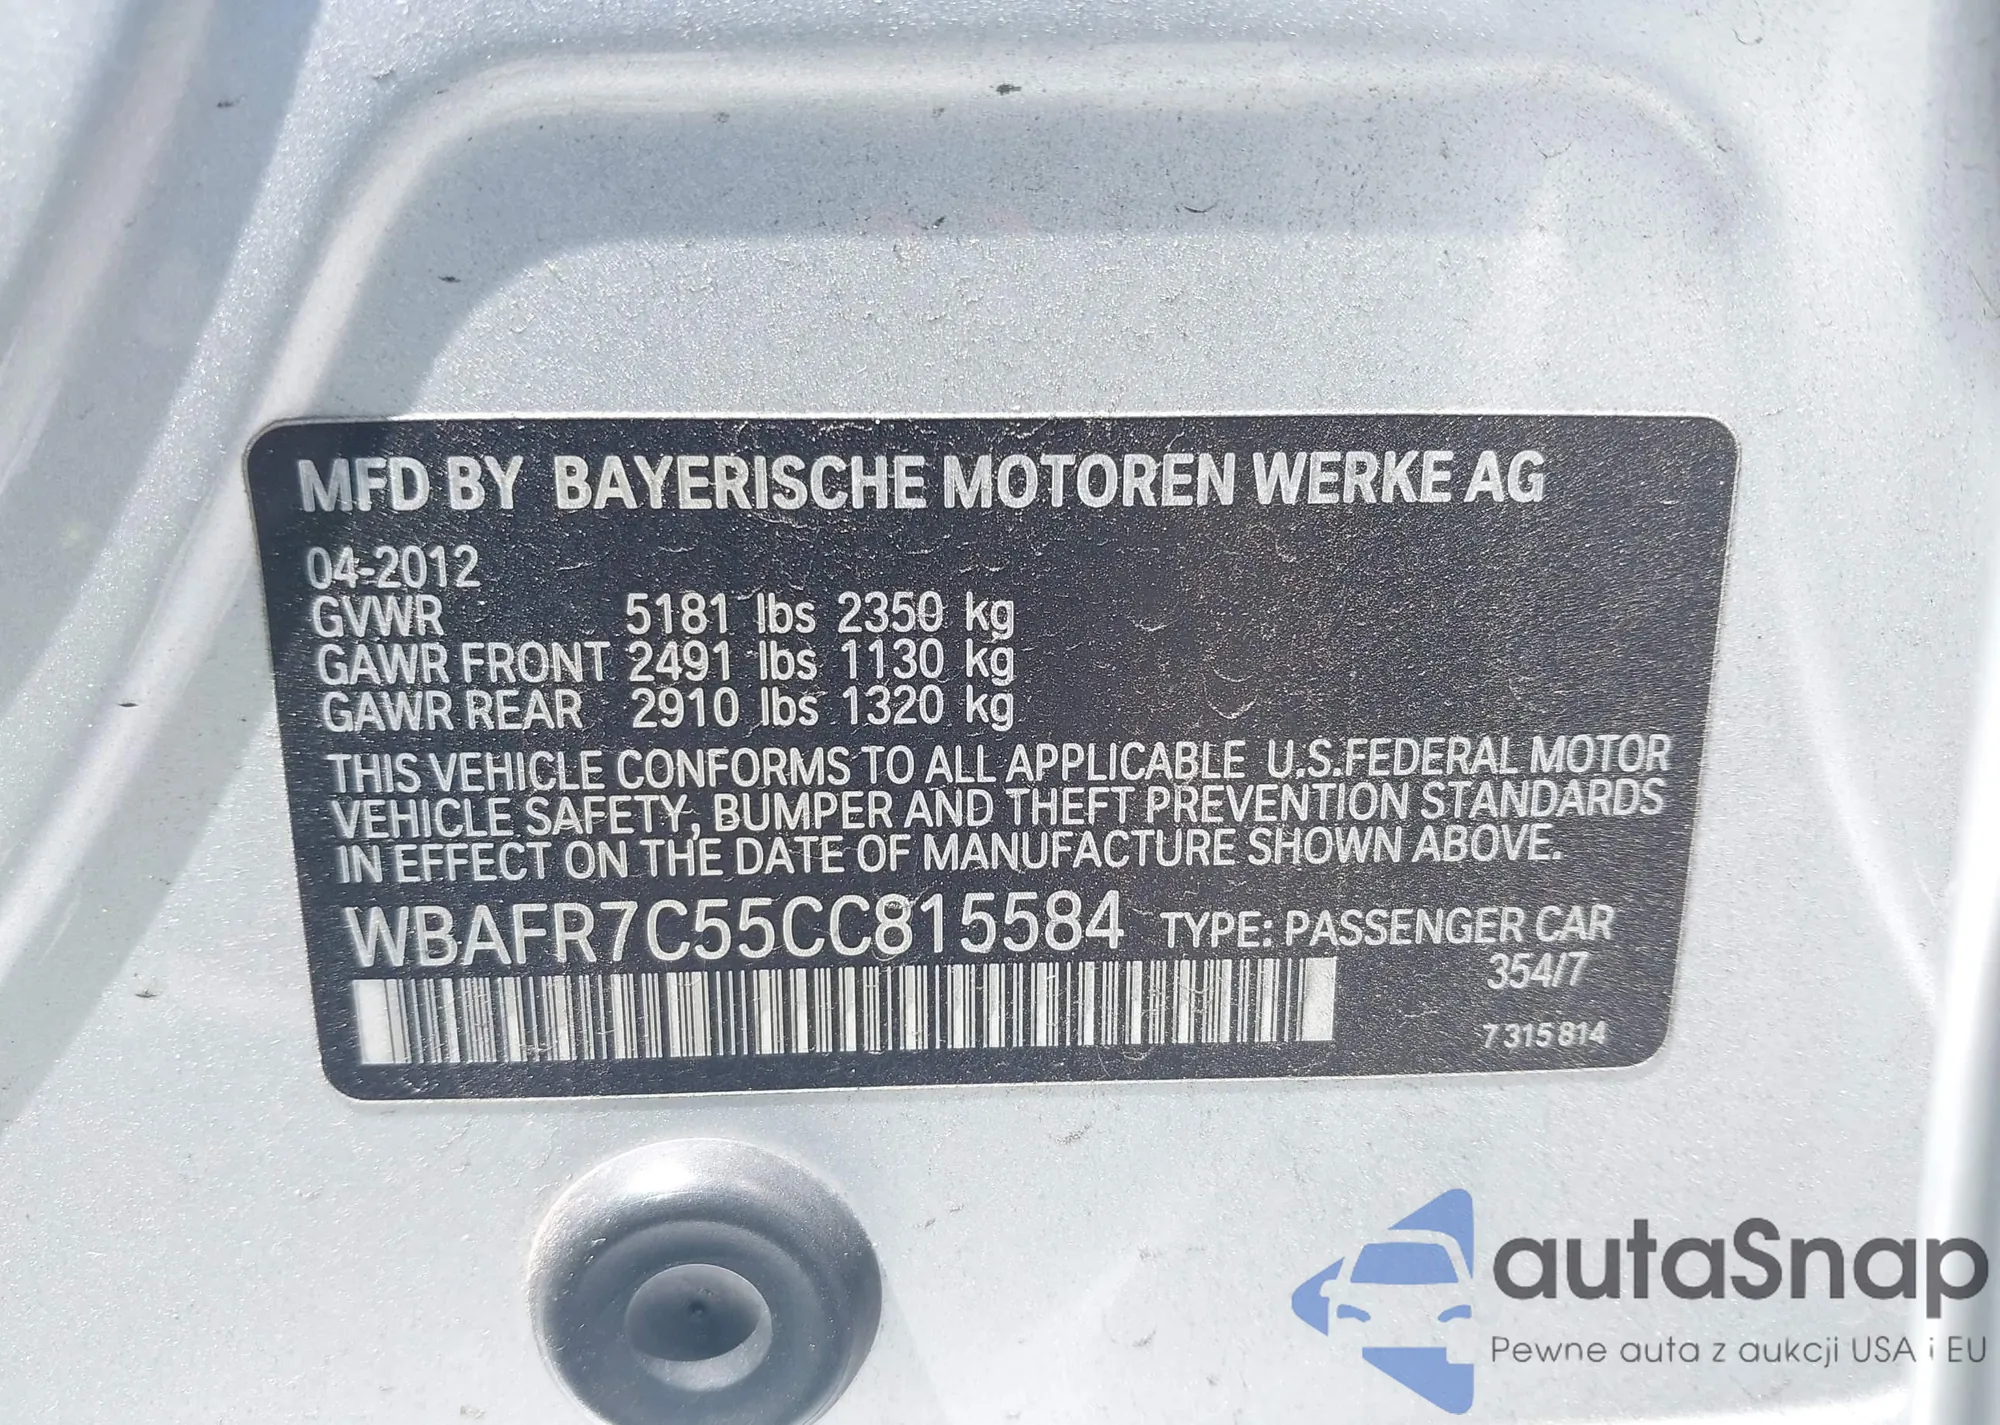 MFD BY BAYERISCHE MOTOREN WERKE AG
04-2012
GVWR 5181 lbs 2350 kg
GAWR FRONT 2491 lbs 1130 kg
GAWR REAR 2910 lbs 1320 kg
THIS VEHICLE CONFORMS TO ALL APPLICABLE U.S.FEDERAL MOTOR
VEHICLE SAFETY, BUMPER AND THEFT PREVENTION STANDARDS
IN EFFECT ON THE DATE OF MANUFACTURE SHOWN ABOVE.
WBAFR7C55CC815584 TYPE: PASSENGER CAR
354/7
7 315 814
autaSnap
Pewne auta z aukcji USA i EU